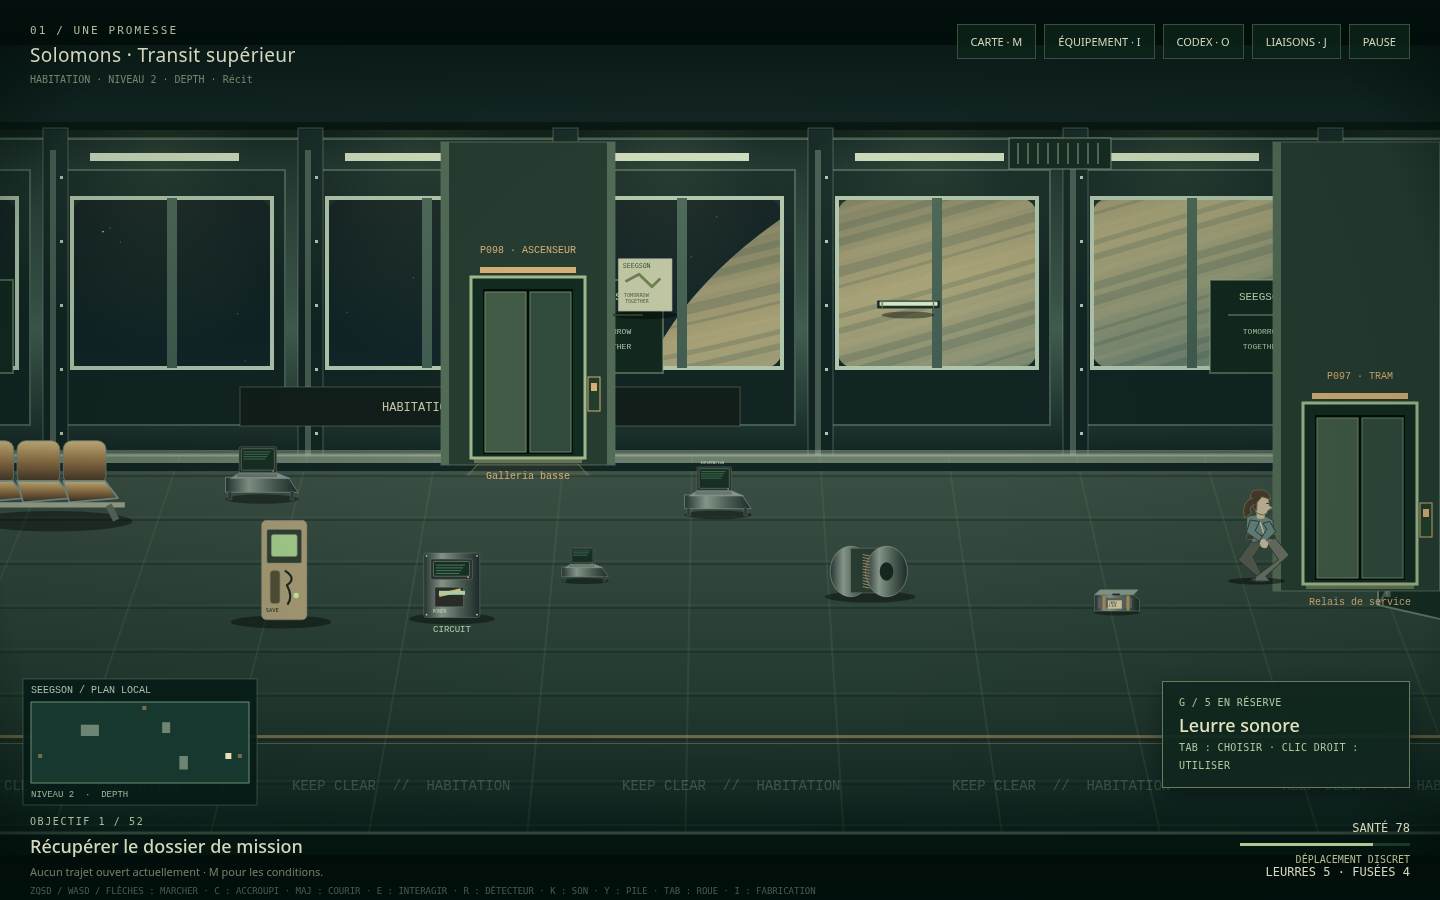 01 / UNE PROMESSE
Solomons · Transit supérieur
HABITATION · NIVEAU 2 · DEPTH · Récit
CARTE · M
ÉQUIPEMENT · I
CODEX · O
LIAISONS · J
PAUSE
P098 · ASCENSEUR
SEEGSON
TOMORROW
TOGETHER
P097 · TRAM
Galleria basse
CIRCUIT
SAVE
Relais de service
SEEGSON / PLAN LOCAL
NIVEAU 2 · DEPTH
G / 5 EN RÉSERVE
Leurre sonore
TAB : CHOISIR · CLIC DROIT :
UTILISER
KEEP CLEAR // HABITATION
KEEP CLEAR // HABITATION
KEEP CLEAR // HABITATION
OBJECTIF 1 / 52
Récupérer le dossier de mission
Aucun trajet ouvert actuellement · M pour les conditions.
ZQSD / WASD / FLÈCHES : MARCHER · C : ACCROUPI · MAJ : COURIR · E : INTERAGIR · R : DÉTECTEUR · K : SON · Y : PILE · TAB : ROUE · I : FABRICATION
SANTÉ 78
DÉPLACEMENT DISCRET
LEURRES 5 · FUSÉES 4